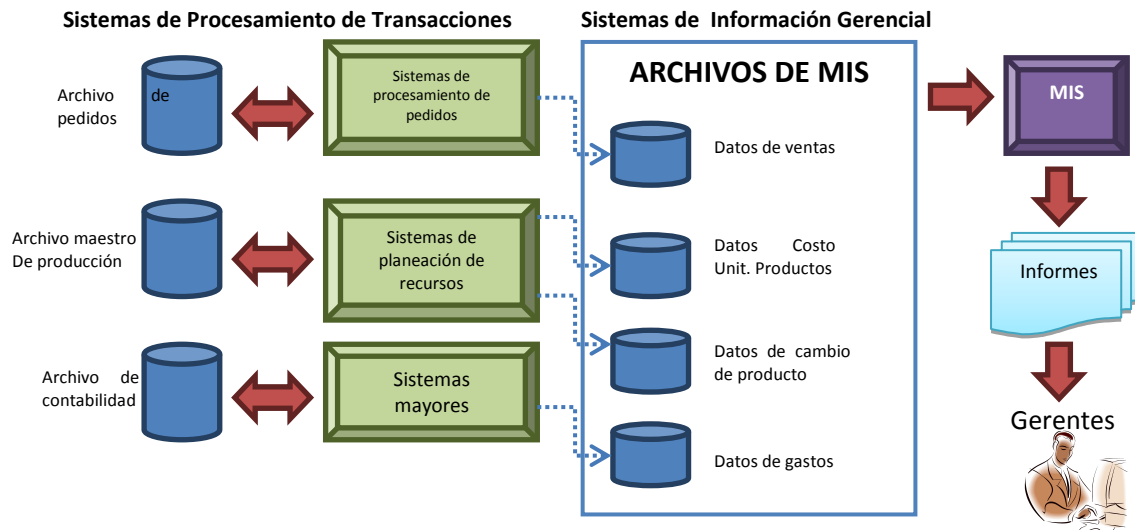 Sistemas de Procesamiento de Transacciones
Sistemas de Información Gerencial
Archivo de
pedidos
Sistemas de
procesamiento de
pedidos
Archivo maestro
De producción
Sistemas de
planeación de
recursos
Archivo de
contabilidad
Sistemas
mayores
ARCHIVOS DE MIS
Datos de ventas
Datos Costo
Unit. Productos
Datos de cambio
de producto
Datos de gastos
MIS
Informes
Gerentes